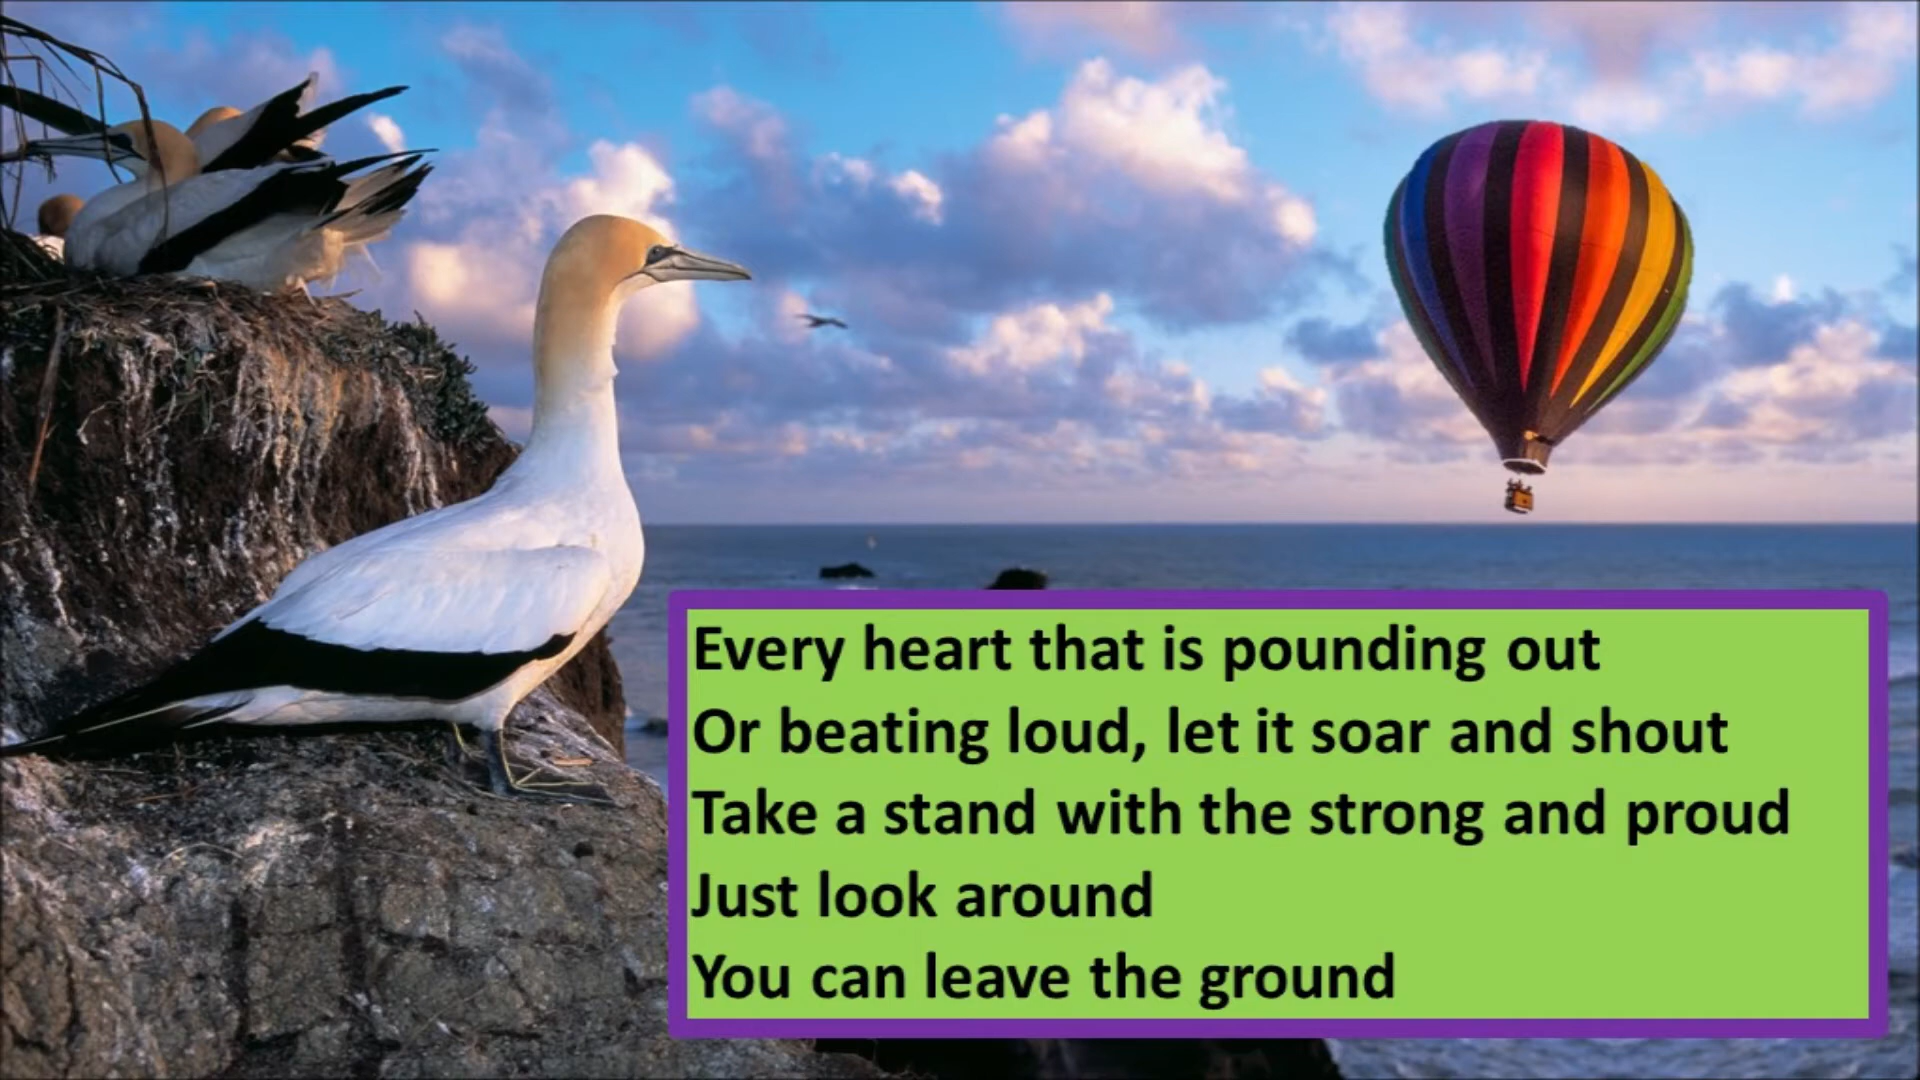 Every heart that is pounding out
Or beating loud, let it soar and shout
Take a stand with the strong and proud
Just look around
You can leave the ground